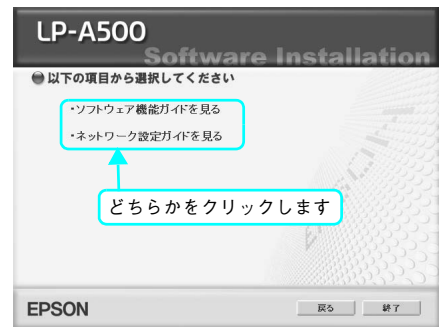 LP-A500
Software Installation
以下の項目から選択してください
・ソフトウェア機能ガイドを見る
・ネットワーク設定ガイドを見る
どちらかをクリックします
EPSON
EPSON
戻る
終了